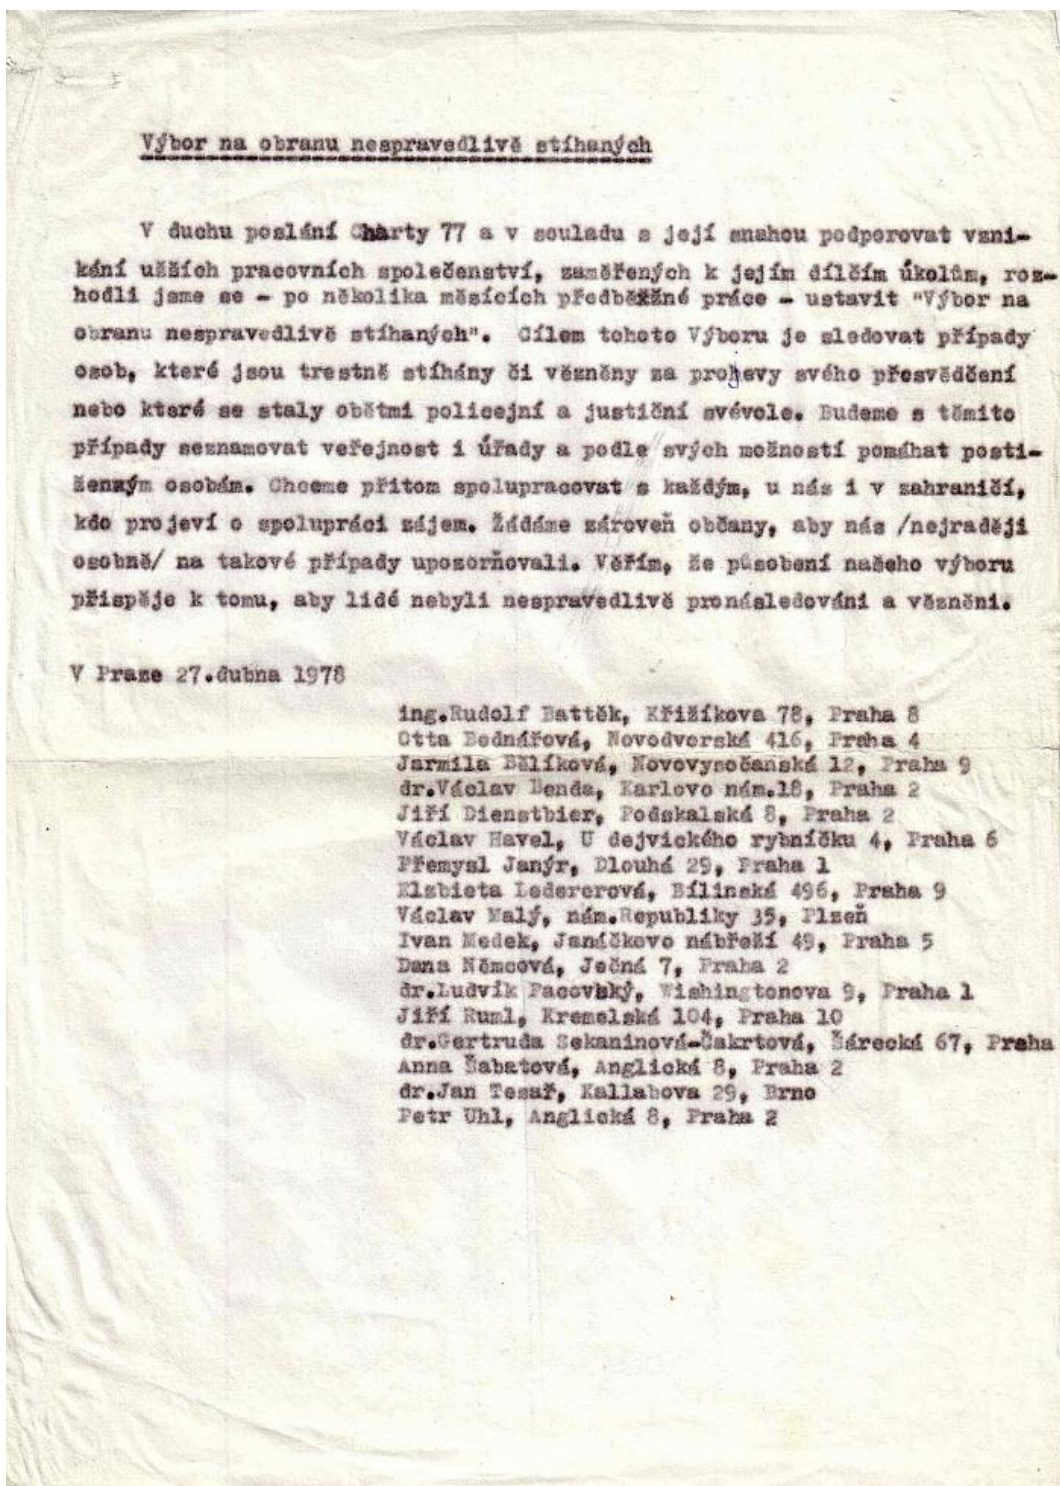 Výbor na obranu nespravedlivě stíhaných
V duchu poslání Charty 77 a v souladu s její snahou podporovat vzni-
kání užších pracovních společenství, zaměřených k jejím dílčím úkolům, roz-
hodli jsme se - po několika měsících předběžné práce - ustavit "Výbor na
obranu nespravedlivě stíhaných". Cílem tohoto Výboru je sledovat případy
osob, které jsou trestně stíhány či vězněny za projevy svého přesvědčení
nebo které se staly obětmi policejní a justiční svévole. Budeme s těmito
případy seznamovat veřejnost i úřady a podle svých možností pomáhat posti-
ženým osobám. Chceme přitom spolupracovat s každým, u nás i v zahraničí,
kdo projeví o spolupráci zájem. Žádáme zároveň občany, aby nás /nejraději
osobně/ na takové případy upozorňovali. Věřím, že působení našeho výboru
přispěje k tomu, aby lidé nebyli nespravedlivě pronásledováni a vězněni.
V Praze 27.dubna 1978
ing.Rudolf Battěk, Křižíkova 78, Praha 8
Otta Bednářová, Novodvorská 416, Praha 4
Jarmila Bělíková, Novovysočanská 12, Praha 9
dr.Václav Benda, Karlovo nám.18, Praha 2
Jiří Dienstbier, Podskalská 8, Praha 2
Václav Havel, U dejvického rybníčku 4, Praha 6
Přemysl Janýr, Dlouhá 29, Praha 1
Elzbieta Ledererová, Bílinská 496, Praha 9
Václav Malý, nám.Republiky 35, Plzeň
Ivan Medek, Janáčkovo nábřeží 49, Praha 5
Dana Němcová, Ječná 7, Praha 2
dr.Ludvík Pacovský, Wishingtonova 9, Praha 1
Jiří Ruml, Kremelská 104, Praha 10
dr.Gertruda Sekaninová-Čakrtová, Šárecká 67, Praha
Anna Šabatová, Anglická 8, Praha 2
dr.Jan Tesař, Kallabova 29, Brno
Petr Uhl, Anglická 8, Praha 2